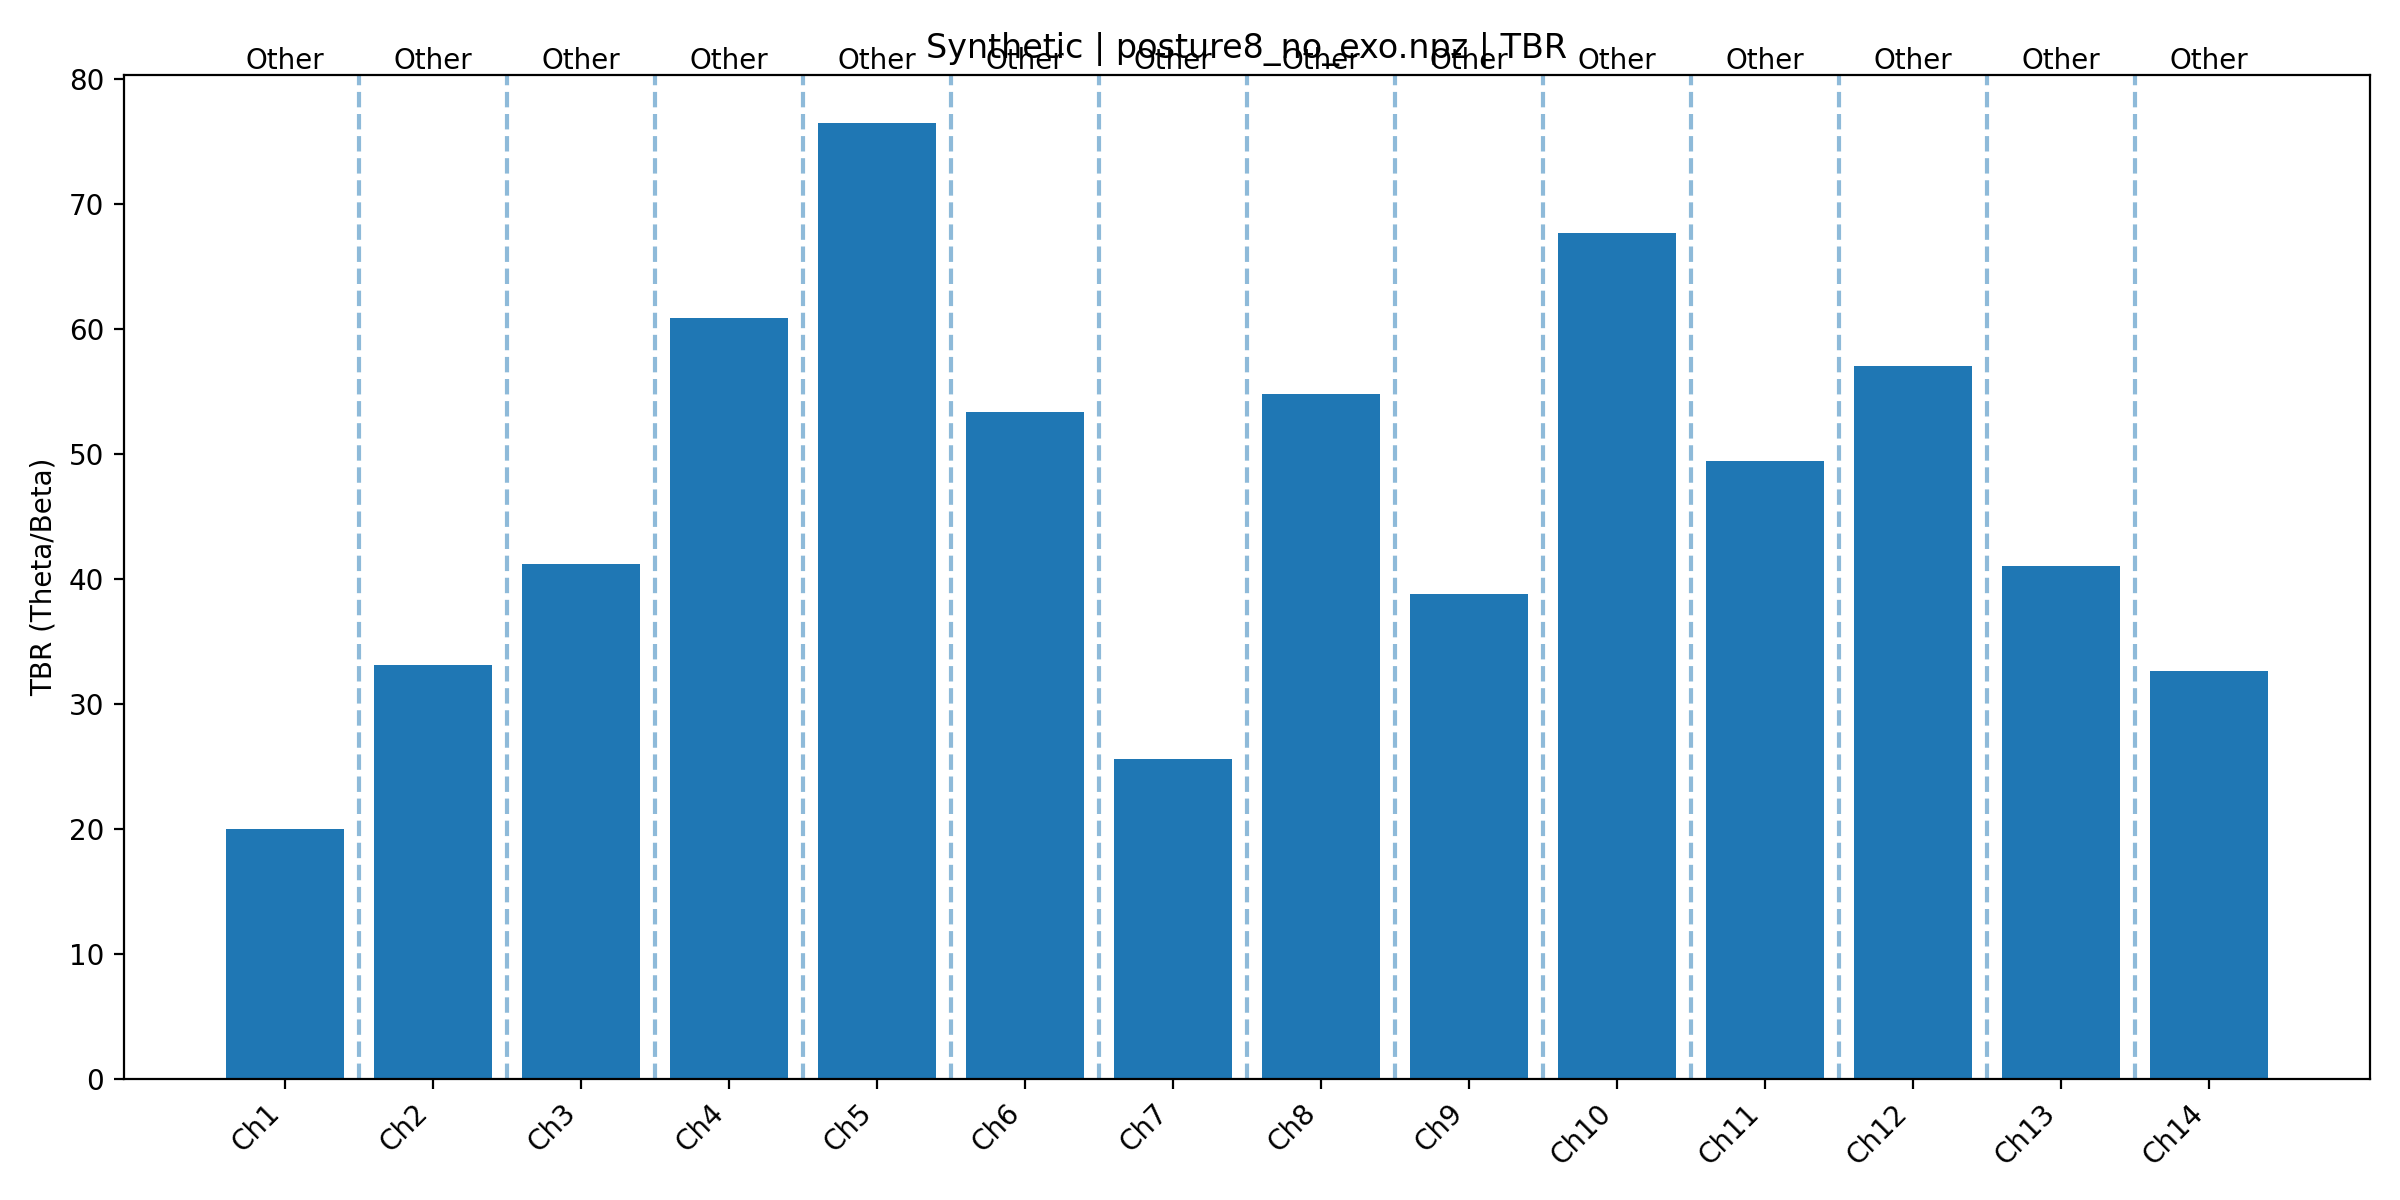 Synthetic | posture8_no_exo.npz | TBR
Other Other Other Other Other Other Other Other Other Other Other Other Other Other
80
70
60
50
40
30
20
10
0
TBR (Theta/Beta)
Ch1 Ch2 Ch3 Ch4 Ch5 Ch6 Ch7 Ch8 Ch9 Ch10 Ch11 Ch12 Ch13 Ch14